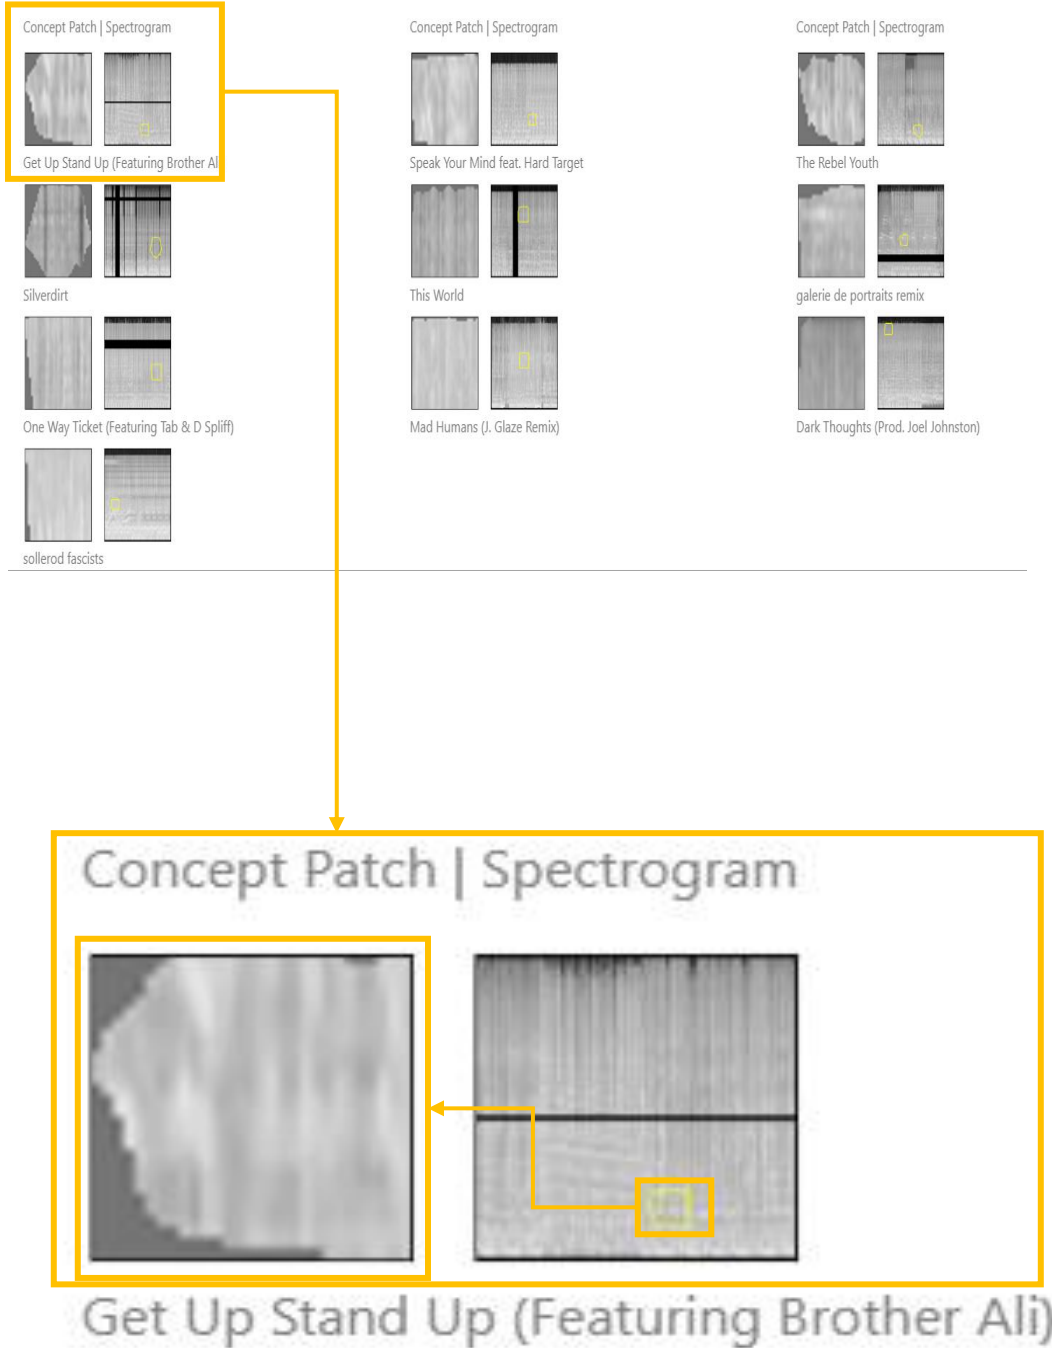 Concept Patch | Spectrogram
Concept Patch | Spectrogram
Concept Patch | Spectrogram
Get Up Stand Up (Featuring Brother Al
Speak Your Mind feat. Hard Target
The Rebel Youth
Silverdirt
This World
galerie de portraits remix
One Way Ticket (Featuring Tab & D Spliff)
Mad Humans (J. Glaze Remix)
Dark Thoughts (Prod. Joel Johnston)
sollerod fascists
Concept Patch | Spectrogram
Get Up Stand Up (Featuring Brother Ali)